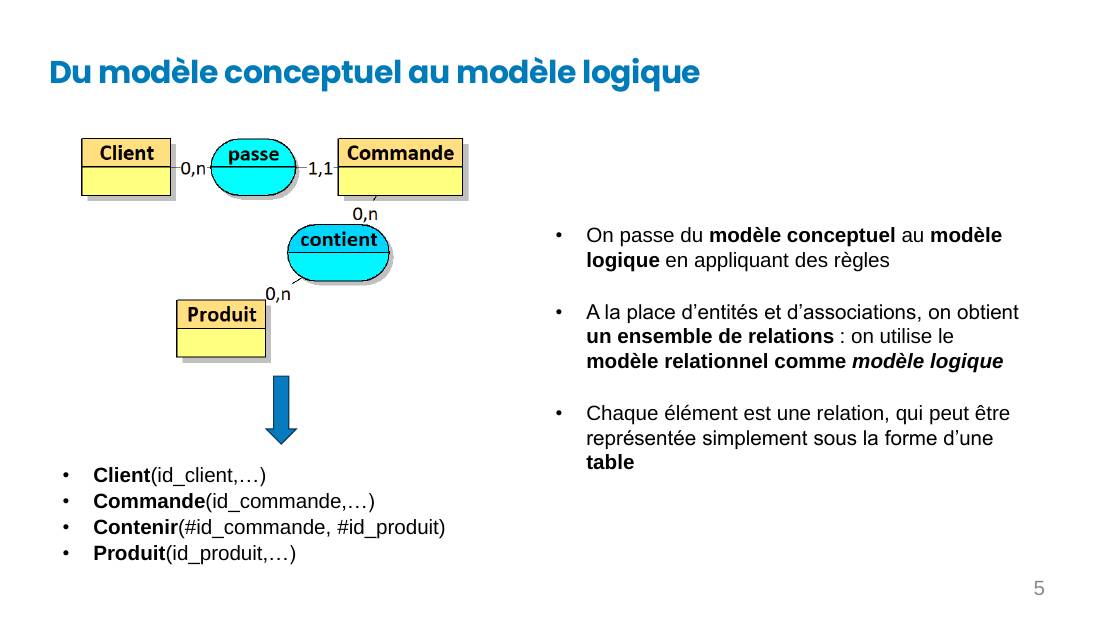 Du modèle conceptuel au modèle logique
Client
0,n
passe
1,1
Commande
0,n
contient
0,n
Produit
• Client(id_client,…)
• Commande(id_commande,…)
• Contenir(#id_commande, #id_produit)
• Produit(id_produit,…)
• On passe du modèle conceptuel au modèle
logique en appliquant des règles
• A la place d’entités et d’associations, on obtient
un ensemble de relations : on utilise le
modèle relationnel comme modèle logique
• Chaque élément est une relation, qui peut être
représentée simplement sous la forme d’une
table
5